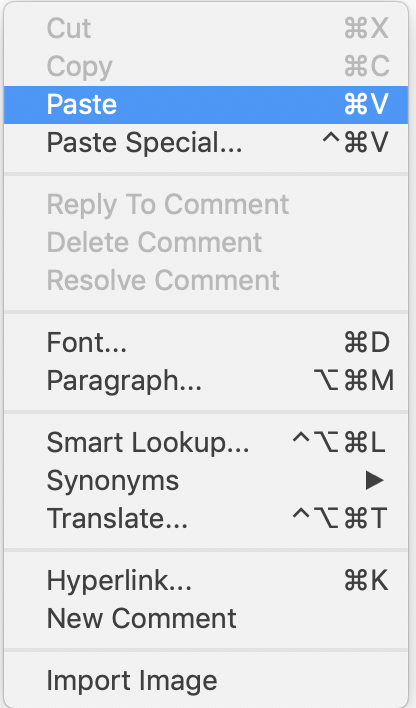 Cut ⌘X
Copy ⌘C
Paste ⌘V
Paste Special... ^⌘V
Reply To Comment
Delete Comment
Resolve Comment
Font... ⌘D
Paragraph... ⌥⌘M
Smart Lookup... ^⌥⌘L
Synonyms ▶
Translate... ^⌥⌘T
Hyperlink... ⌘K
New Comment
Import Image